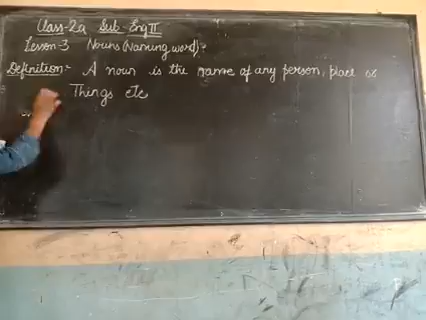 Class-2a Sub-Eng II
Lesson-3 Nouns (Naming word)?
Definition:- A noun is the name of any person, place or
Things etc